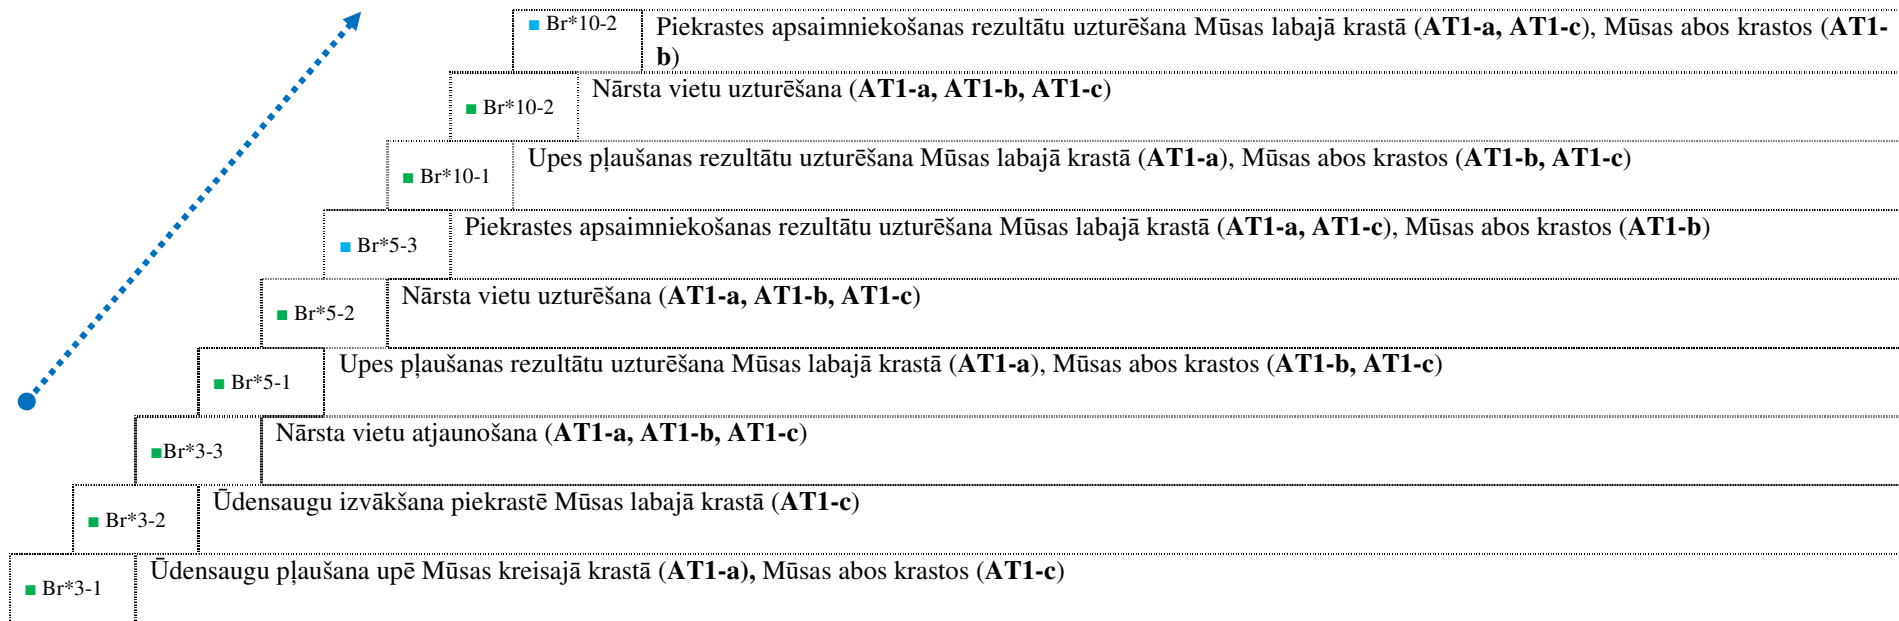 Br*10-2 Piekrastes apsaimniekošanas rezultātu uzturēšana Mūsas labajā krastā (AT1-a, AT1-c), Mūsas abos krastos (AT1-
b)
Br*10-2 Nārsta vietu uzturēšana (AT1-a, AT1-b, AT1-c)
Br*10-1 Upes pļaušanas rezultātu uzturēšana Mūsas labajā krastā (AT1-a), Mūsas abos krastos (AT1-b, AT1-c)
Br*5-3 Piekrastes apsaimniekošanas rezultātu uzturēšana Mūsas labajā krastā (AT1-a, AT1-c), Mūsas abos krastos (AT1-b)
Br*5-2 Nārsta vietu uzturēšana (AT1-a, AT1-b, AT1-c)
Br*5-1 Upes pļaušanas rezultātu uzturēšana Mūsas labajā krastā (AT1-a), Mūsas abos krastos (AT1-b, AT1-c)
Br*3-3 Nārsta vietu atjaunošana (AT1-a, AT1-b, AT1-c)
Br*3-2 Ūdensaugu izvākšana piekrastē Mūsas labajā krastā (AT1-c)
Br*3-1 Ūdensaugu pļaušana upē Mūsas kreisajā krastā (AT1-a), Mūsas abos krastos (AT1-c)